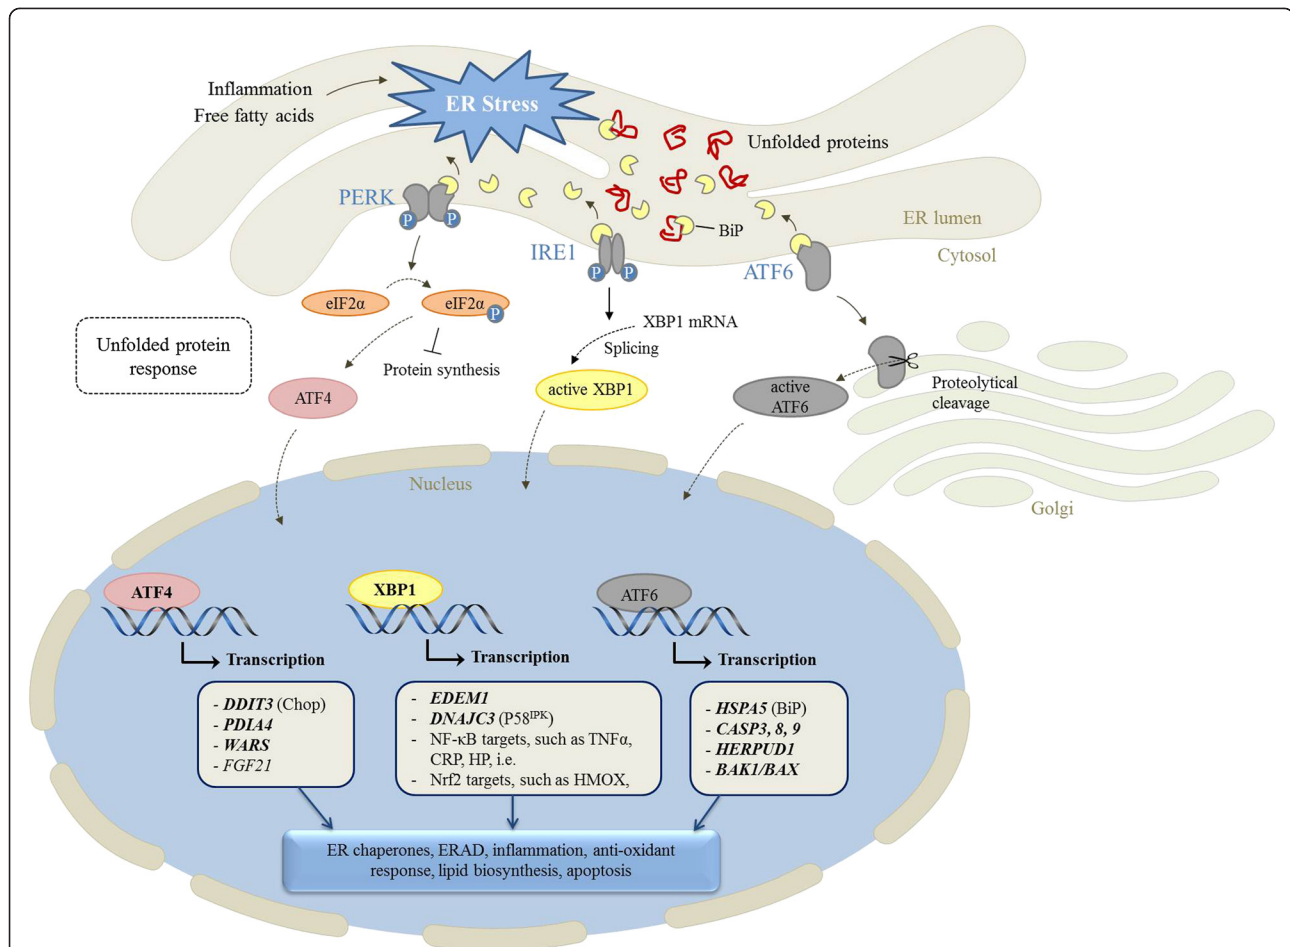 Inflammation
Free fatty acids
ER Stress
Unfolded proteins
PERK
P
P
BiP
ER lumen
Cytosol
IRE1
P
P
ATF6
eIF2α
eIF2α
P
XBP1 mRNA
Splicing
Unfolded protein
response
Protein synthesis
ATF4
active XBP1
active
ATF6
Proteolytical
cleavage
Nucleus
Golgi
ATF4
XBP1
ATF6
Transcription
Transcription
Transcription
- DDIT3 (Chop)
- PDIA4
- WARS
- FGF21
- EDEM1
- DNAJC3 (P58IPK)
- NF-κB targets, such as TNFα,
CRP, HP, i.e.
- Nrf2 targets, such as HMOX,
- HSPA5 (BiP)
- CASP3, 8, 9
- HERPUD1
- BAK1/BAX
ER chaperones, ERAD, inflammation, anti-oxidant
response, lipid biosynthesis, apoptosis